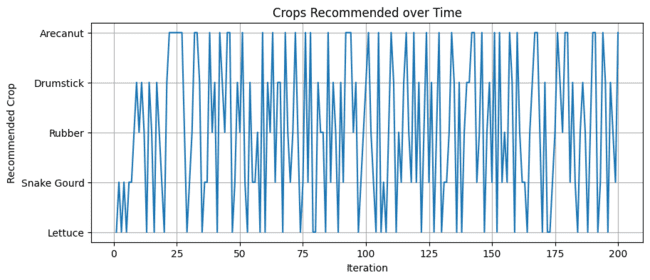 Crops Recommended over Time
Recommended Crop
Arecanut
Drumstick
Rubber
Snake Gourd
Lettuce
0 25 50 75 100 125 150 175 200
Iteration